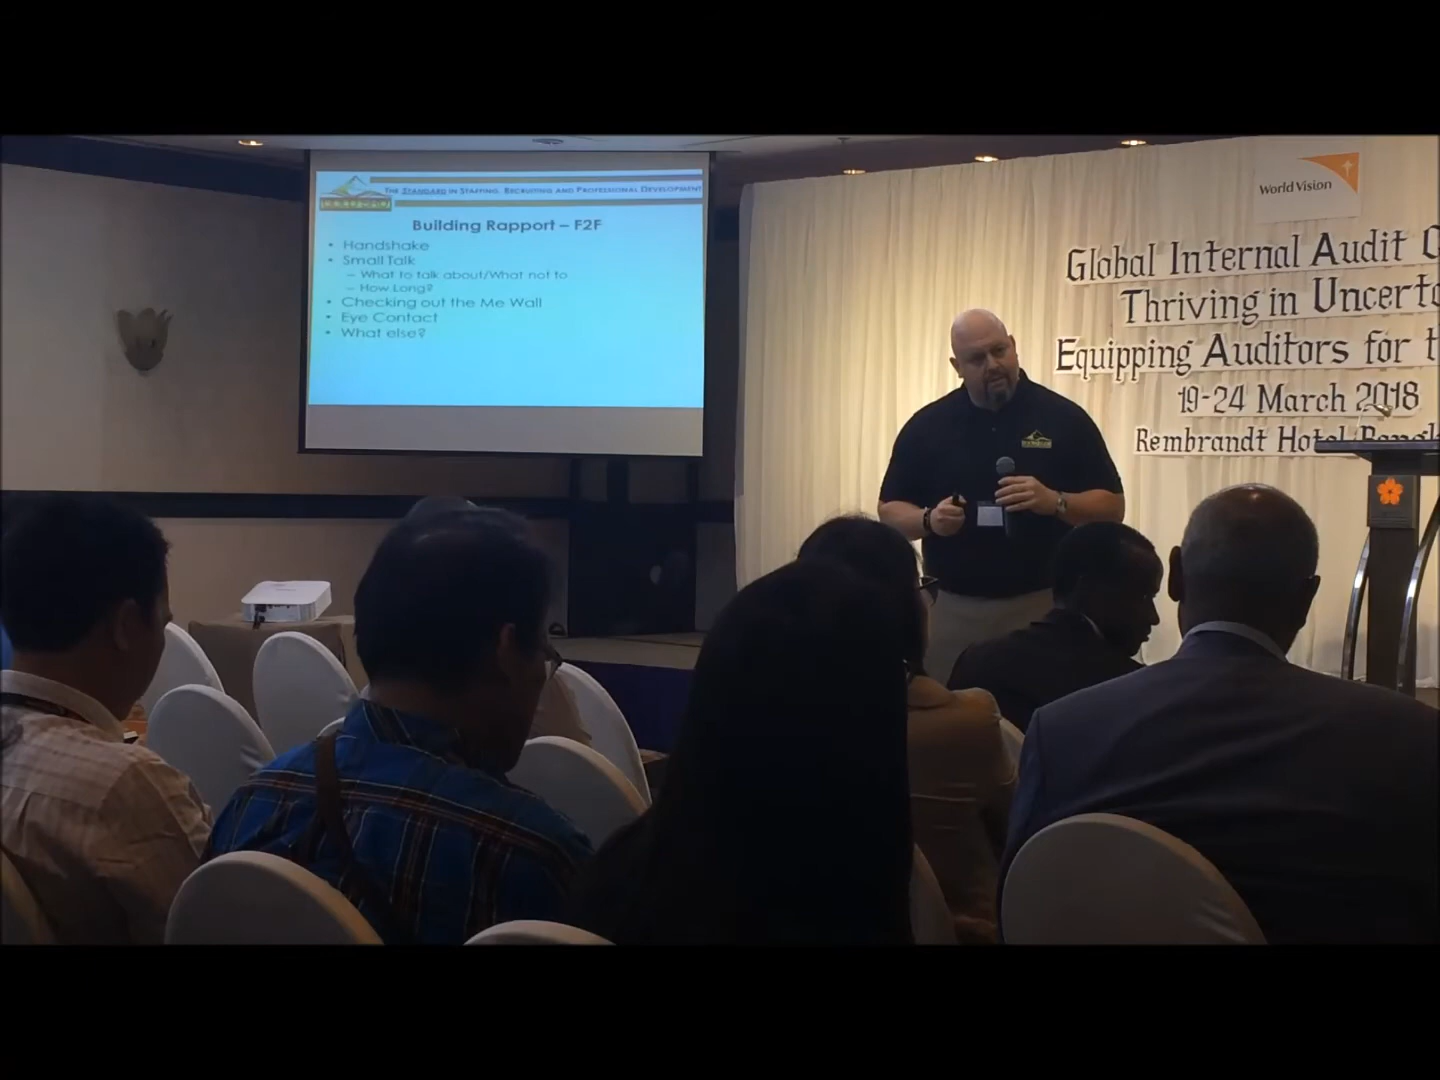 THE STANDARD IN STAFFING, RECRUITING AND PROFESSIONAL DEVELOPMENT
Building Rapport – F2F
• Handshake
• Small Talk
– What to talk about/What not to
– How Long?
• Checking out the Me Wall
• Eye Contact
• What else?
World Vision
Global Internal Audit
Thriving in
Equipping Auditors for
19-24 March 2018
Rembrandt Hotel